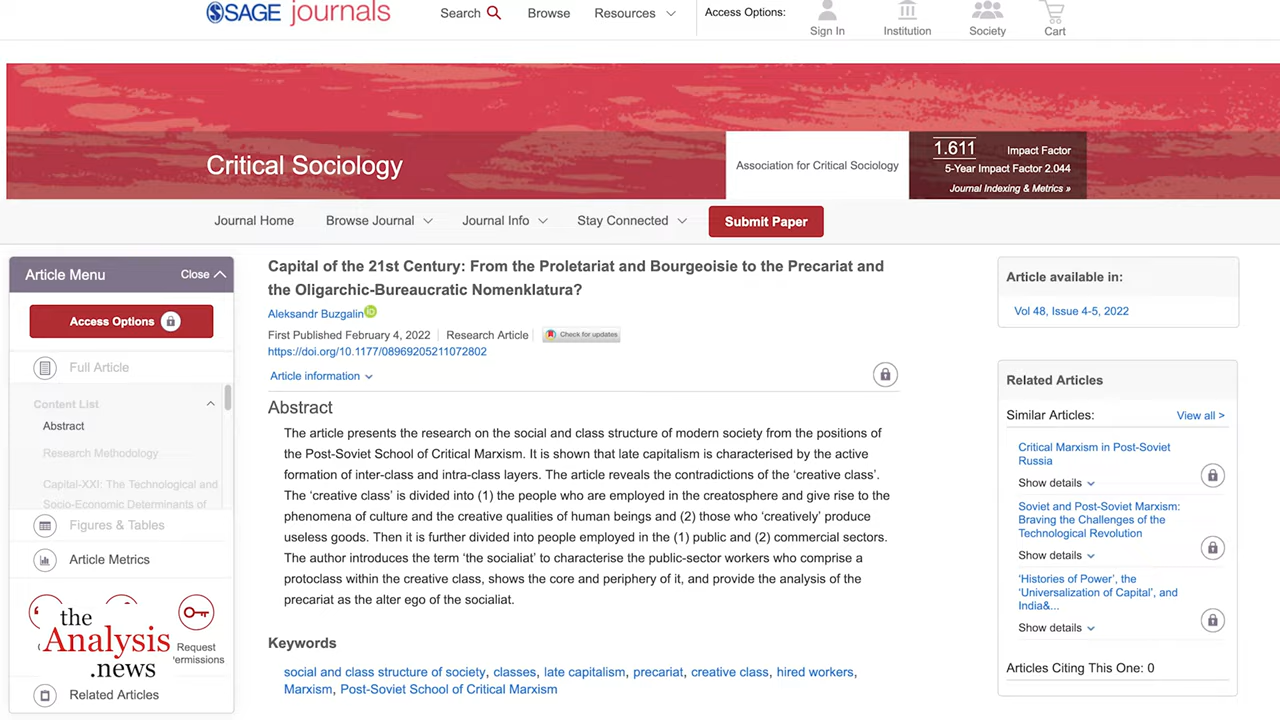 SAGE journals
Search
Browse
Resources
Access Options:
Sign In
Institution
Society
Cart
Critical Sociology
Association for Critical Sociology
1.611 Impact Factor
5-Year Impact Factor 2.044
Journal Indexing & Metrics »
Journal Home
Browse Journal
Journal Info
Stay Connected
Submit Paper
Article Menu
Close
Access Options
Full Article
Content List
Abstract
Research Methodology
Capital-XXI: The Technological and
Socio-Economic Determinants of
Figures & Tables
Article Metrics
the
Analysis
.news
Request
Permissions
Related Articles
Capital of the 21st Century: From the Proletariat and Bourgeoisie to the Precariat and
the Oligarchic-Bureaucratic Nomenklatura?
Aleksandr Buzgalin iD
First Published February 4, 2022 | Research Article | Check for updates
https://doi.org/10.1177/08969205211072802
Article information
Abstract
The article presents the research on the social and class structure of modern society from the positions of
the Post-Soviet School of Critical Marxism. It is shown that late capitalism is characterised by the active
formation of inter-class and intra-class layers. The article reveals the contradictions of the ‘creative class’.
The ‘creative class’ is divided into (1) the people who are employed in the creatosphere and give rise to the
phenomena of culture and the creative qualities of human beings and (2) those who ‘creatively’ produce
useless goods. Then it is further divided into people employed in the (1) public and (2) commercial sectors.
The author introduces the term ‘the socialiat’ to characterise the public-sector workers who comprise a
protoclass within the creative class, shows the core and periphery of it, and provide the analysis of the
precariat as the alter ego of the socialiat.
Keywords
social and class structure of society, classes, late capitalism, precariat, creative class, hired workers,
Marxism, Post-Soviet School of Critical Marxism
Article available in:
Vol 48, Issue 4-5, 2022
Related Articles
Similar Articles:
View all >
Critical Marxism in Post-Soviet
Russia
Show details
Soviet and Post-Soviet Marxism:
Braving the Challenges of the
Technological Revolution
Show details
‘Histories of Power’, the
‘Universalization of Capital’, and
India&...
Show details
Articles Citing This One: 0